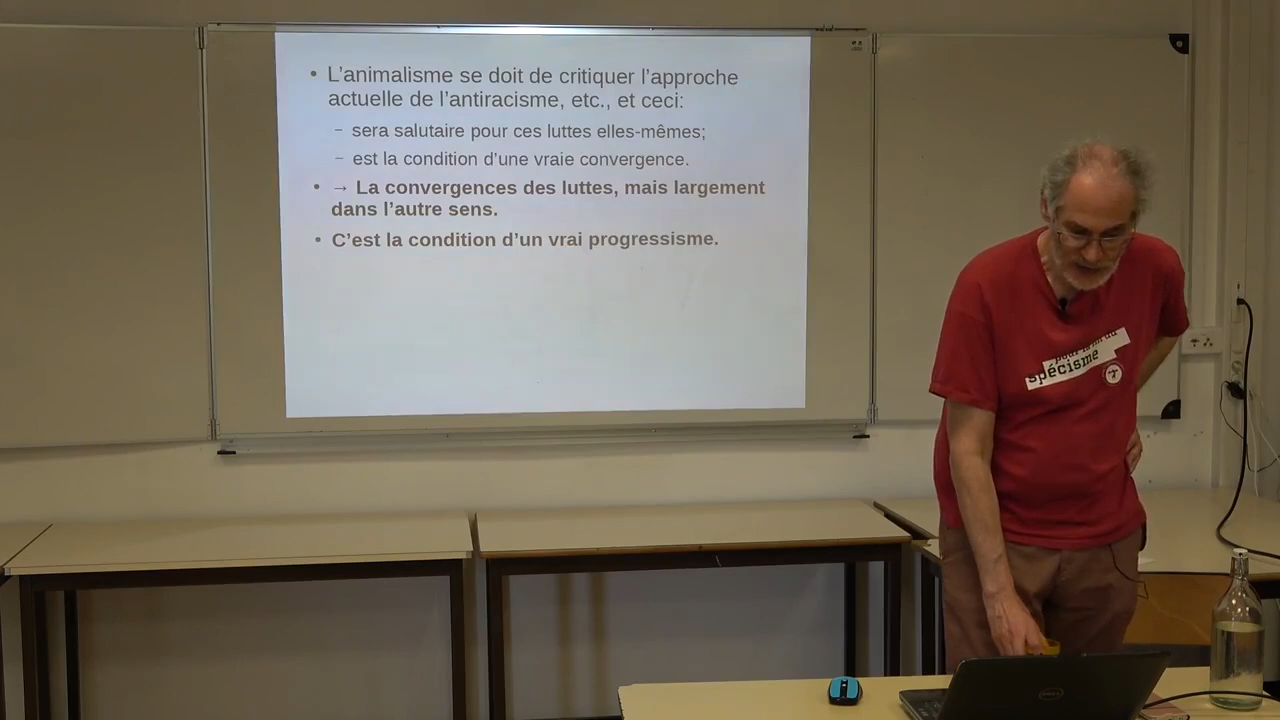 • L’animalisme se doit de critiquer l’approche
actuelle de l’antiracisme, etc., et ceci:
– sera salutaire pour ces luttes elles-mêmes;
– est la condition d’une vraie convergence.
• → La convergences des luttes, mais largement
dans l’autre sens.
• C’est la condition d’un vrai progressisme.
spécisme
DELL